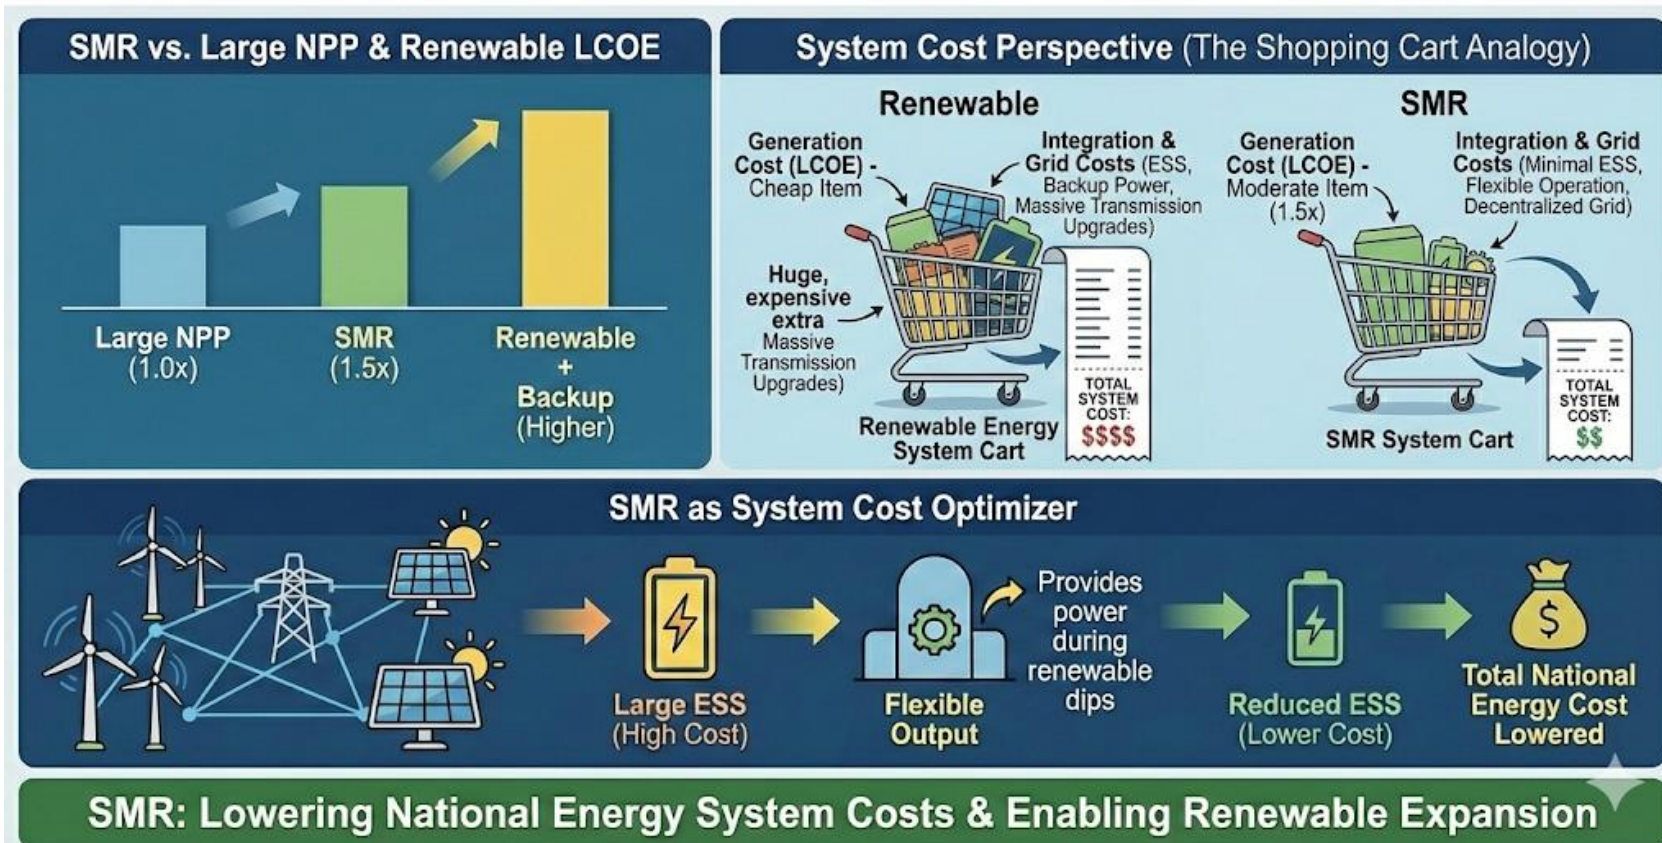 SMR vs. Large NPP & Renewable LCOE
Large NPP
(1.0x)
SMR
(1.5x)
Renewable
+
Backup
(Higher)
System Cost Perspective (The Shopping Cart Analogy)
Renewable
Generation
Cost (LCOE) -
Cheap Item
Integration &
Grid Costs (ESS,
Backup Power,
Massive Transmission
Upgrades)
Huge,
expensive
extra
Massive
Transmission
Upgrades)
TOTAL
SYSTEM
COST:
$$$$
Renewable Energy
System Cart
SMR
Generation
Cost (LCOE) -
Moderate Item
(1.5x)
Integration & Grid
Costs (Minimal ESS,
Flexible Operation,
Decentralized Grid)
TOTAL
SYSTEM
COST:
$$
SMR System Cart
SMR as System Cost Optimizer
Large ESS
(High Cost)
Flexible
Output
Provides
power
during
renewable
dips
Reduced ESS
(Lower Cost)
$
Total National
Energy Cost
Lowered
SMR: Lowering National Energy System Costs & Enabling Renewable Expansion